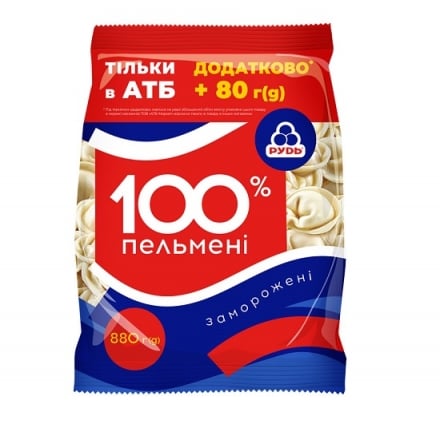 ТІЛЬКИ
в АТБ
ДОДАТКОВО*
+ 80 г(g)
РУДЬ
100%
пельмені
заморожені
880 г(g)